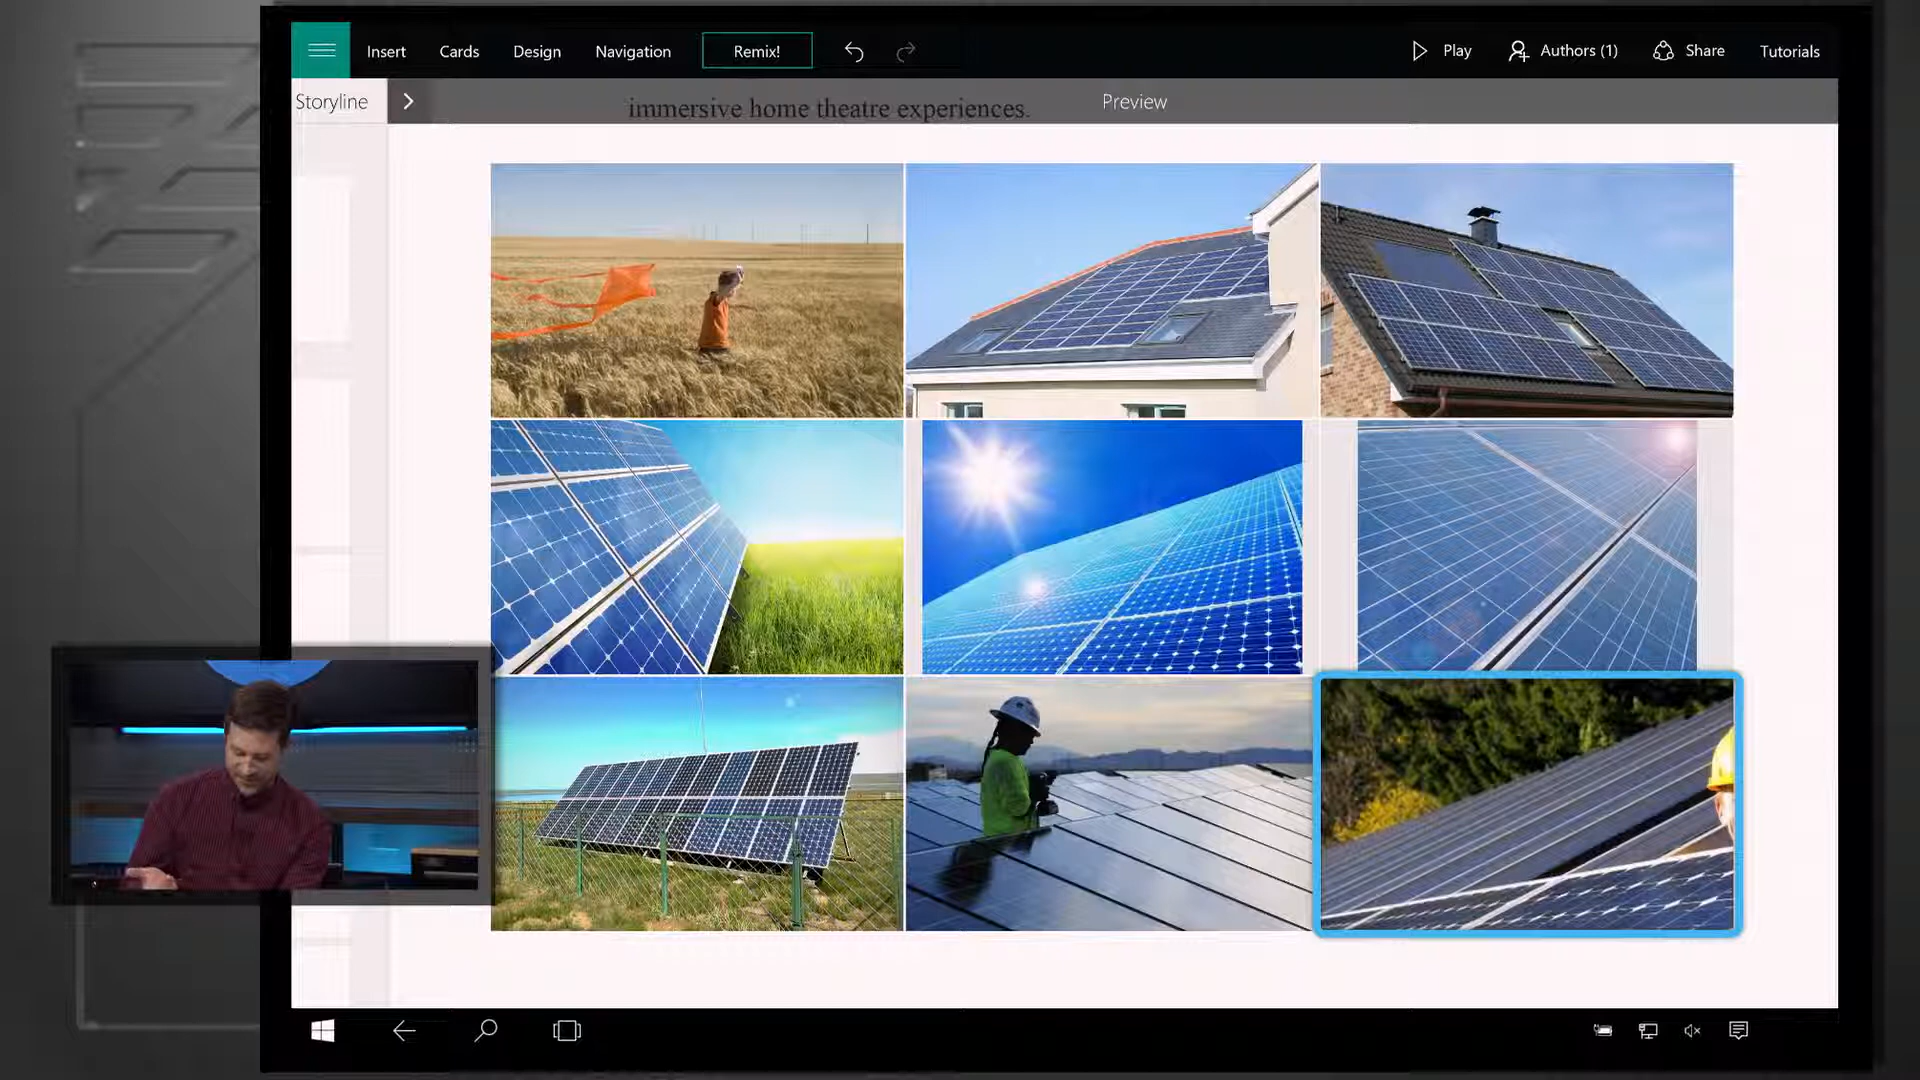 Insert Cards Design Navigation Remix! Play Authors (1) Share Tutorials
Storyline Preview
immersive home theatre experiences.